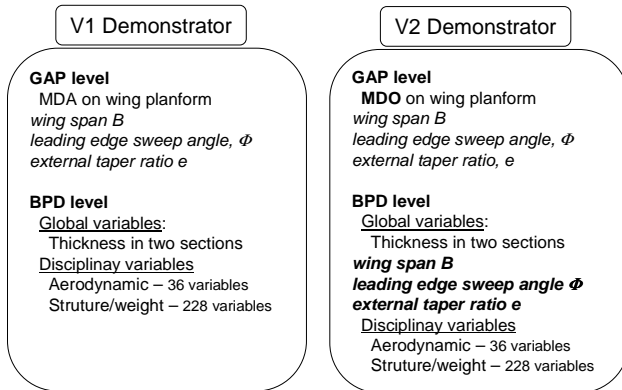 V1 Demonstrator
GAP level
MDA on wing planform
wing span B
leading edge sweep angle, Φ
external taper ratio e
BPD level
Global variables:
Thickness in two sections
Disciplinay variables
Aerodynamic – 36 variables
Struture/weight – 228 variables
V2 Demonstrator
GAP level
MDO on wing planform
wing span B
leading edge sweep angle, Φ
external taper ratio, e
BPD level
Global variables:
Thickness in two sections
wing span B
leading edge sweep angle Φ
external taper ratio e
Disciplinay variables
Aerodynamic – 36 variables
Struture/weight – 228 variables